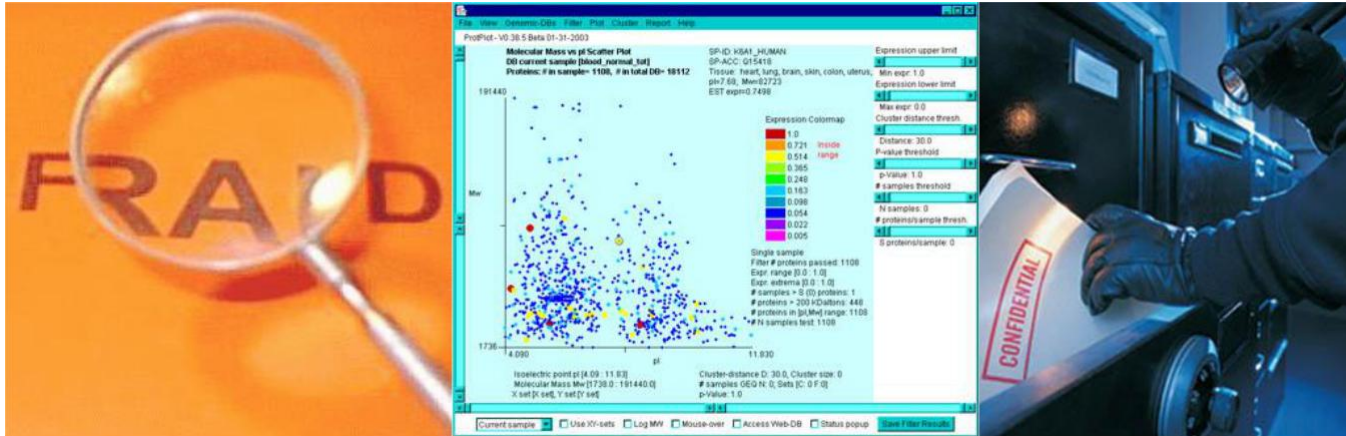 FRAUD
File View Genomic-DBs Filter Plot Cluster Report Help
ProtPlot - V0.38.5 Beta 01-31-2003
Molecular Mass vs pI Scatter Plot
DB current sample [blood_normal_tot]
Proteins: # in sample= 1108, # in total DB= 18112
SP-ID: K6A1_HUMAN
SP-ACC: Q15418
Tissue: heart, lung, brain, skin, colon, uterus,
pI=7.68, Mw=82723
EST expr=0.7498
191440
Mw
1736
4.090
pI
11.830
Expression Colormap
1.0
0.721
0.514
0.365
0.248
0.163
0.098
0.054
0.022
0.005
Inside
range
Single sample
Filter # proteins passed: 1108
Expr. range [0.0 : 1.0]
Expr. extrema [0.0 : 1.0]
# samples > S (0) proteins: 1
# proteins > 200 KDaltons: 448
# proteins in [pI,Mw] range: 1108
# N samples test: 1108
Isoelectric point pI [4.09 : 11.83]
Molecular Mass Mw [1736.0 : 191440.0]
X set [X set], Y set [Y set]
Cluster-distance D: 30.0, Cluster size: 0
# samples GEQ N: 0, Sets [C: 0 F:0]
p-Value: 1.0
Expression upper limit
Min expr: 1.0
Expression lower limit
Max expr: 0.0
Cluster distance thresh.
Distance: 30.0
P-value threshold
p-Value: 1.0
# samples threshold
N samples: 0
# proteins/sample thresh.
S proteins/sample: 0
Current sample Use XY-sets Log MW Mouse-over Access Web-DB Status popup Save Filter Results
CONFIDENTIAL